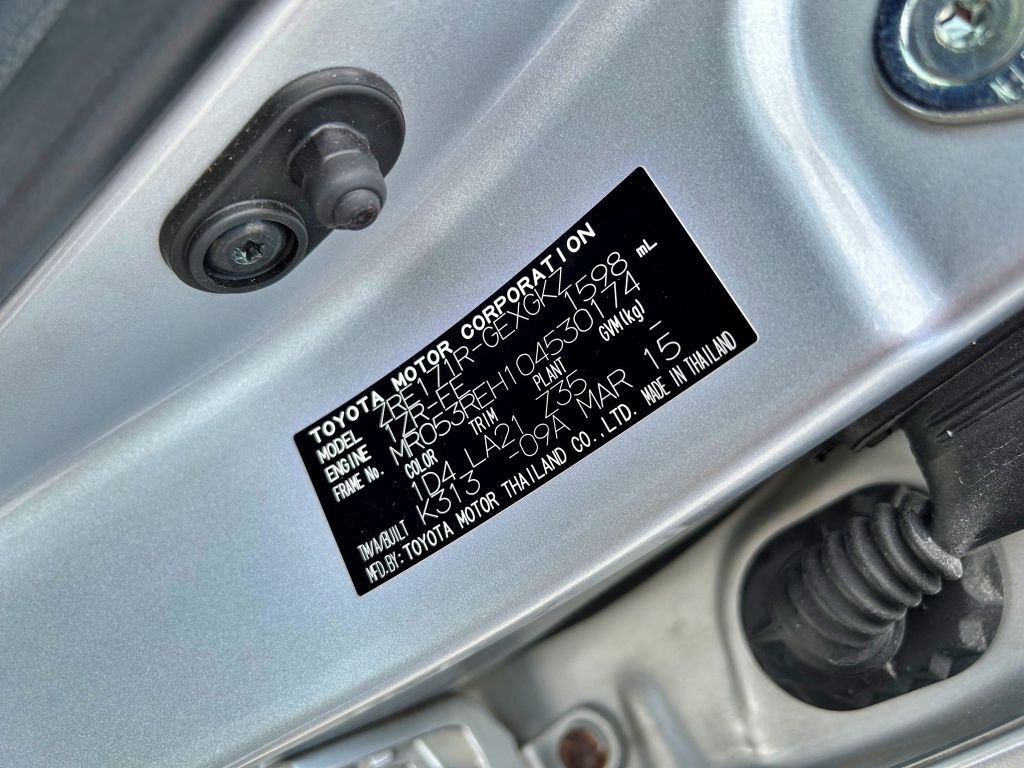 TOYOTA MOTOR CORPORATION
MODEL ZRE171R-GEXGKZ
ENGINE 1ZR-FE 1598 mL
FRAME No. MR053REH104530174
COLOR TRIM PLANT GVM(kg)
1D4 LA21 Z35 -
TM/A/BUILT K313 -09A MAR 15
MFD.BY: TOYOTA MOTOR THAILAND CO.,LTD. MADE IN THAILAND